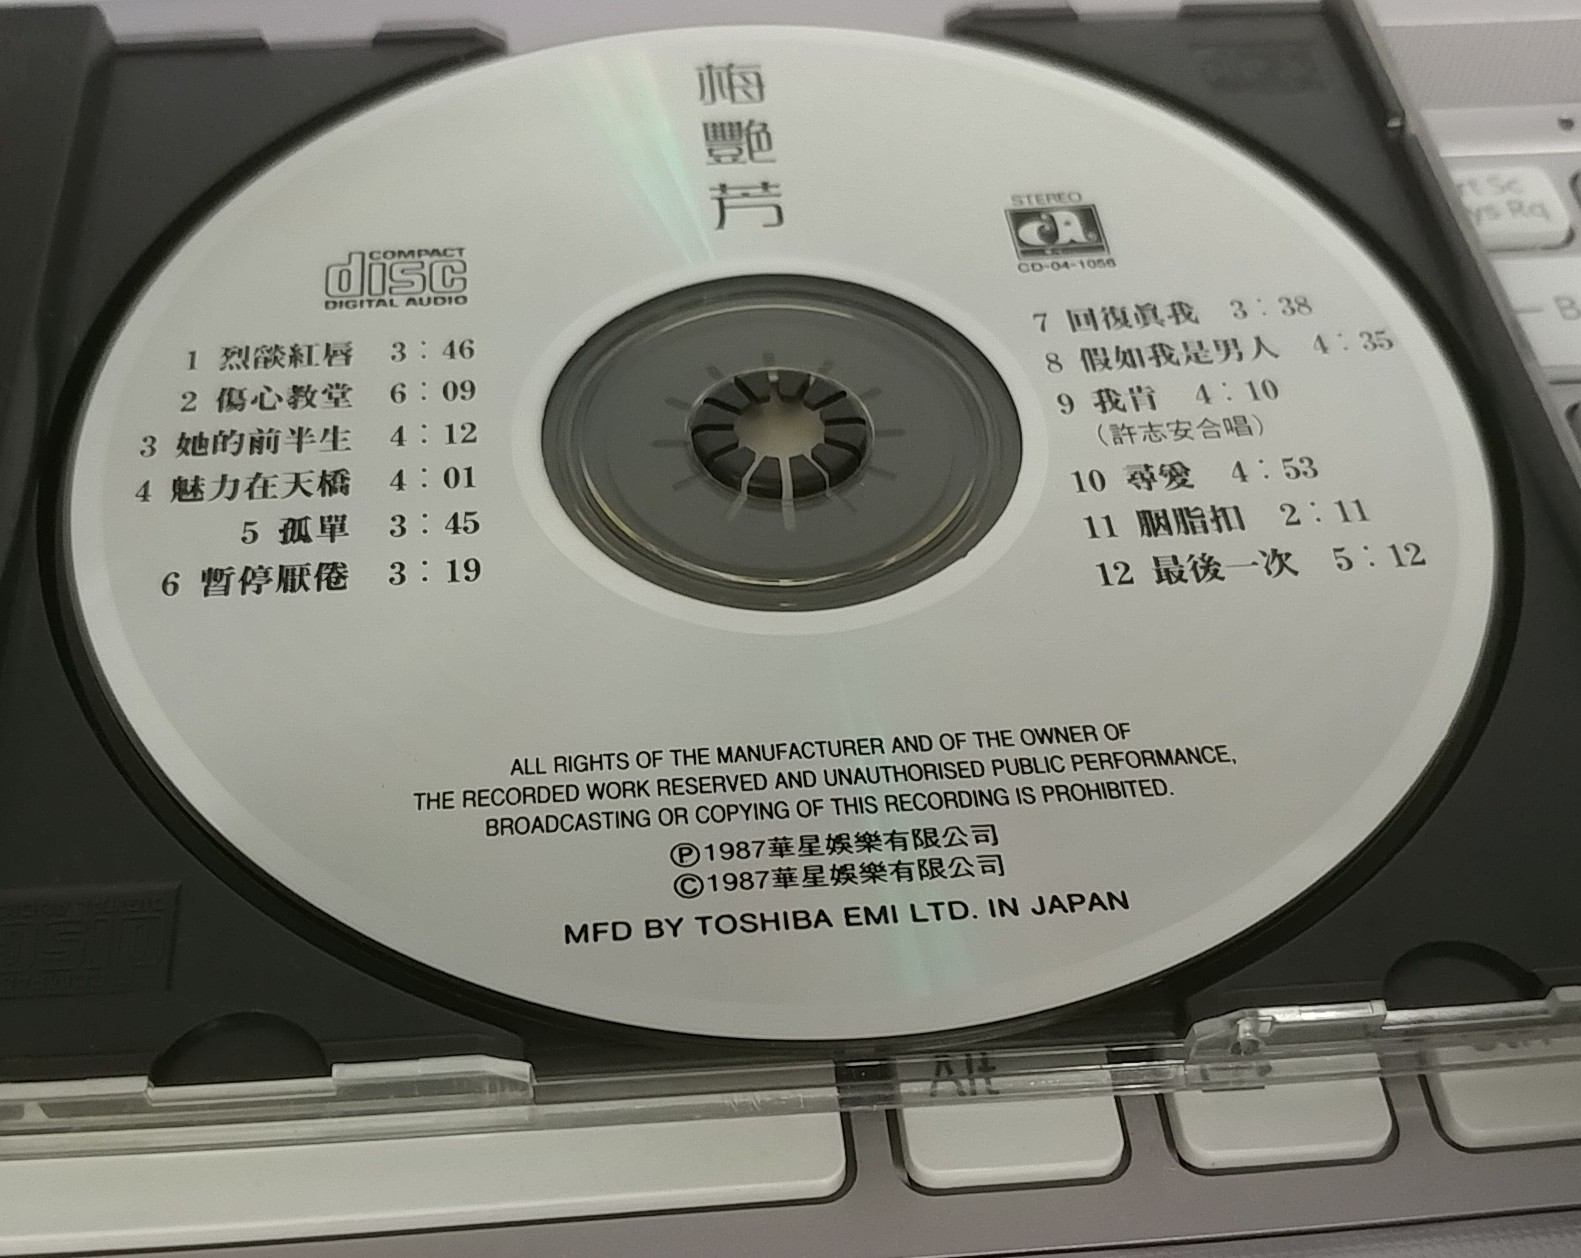 梅
艷
芳
COMPACT
disc
DIGITAL AUDIO
STEREO
CA
CD-04-1056
1 烈燄紅唇 3:46
2 傷心教堂 6:09
3 她的前半生 4:12
4 魅力在天橋 4:01
5 孤單 3:45
6 暫停厭倦 3:19
7 回復眞我 3:38
8 假如我是男人 4:35
9 我肯 4:10
(許志安合唱)
10 尋愛 4:53
11 胭脂扣 2:11
12 最後一次 5:12
ALL RIGHTS OF THE MANUFACTURER AND OF THE OWNER OF
THE RECORDED WORK RESERVED AND UNAUTHORISED PUBLIC PERFORMANCE,
BROADCASTING OR COPYING OF THIS RECORDING IS PROHIBITED.
Ⓟ1987華星娛樂有限公司
©1987華星娛樂有限公司
MFD BY TOSHIBA EMI LTD. IN JAPAN
Alt